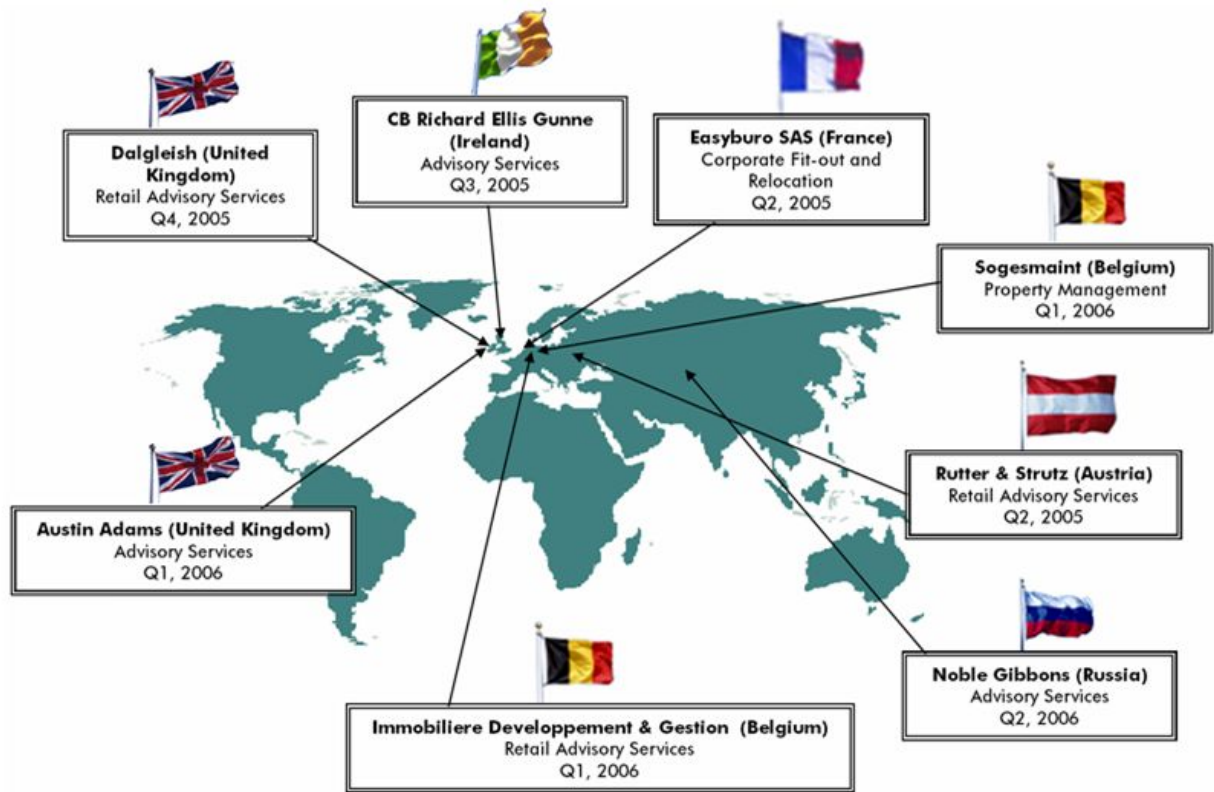 Dalgleish (United
Kingdom)
Retail Advisory Services
Q4, 2005
CB Richard Ellis Gunne
(Ireland)
Advisory Services
Q3, 2005
Easyburo SAS (France)
Corporate Fit-out and
Relocation
Q2, 2005
Sogesmaint (Belgium)
Property Management
Q1, 2006
Rutter & Strutz (Austria)
Retail Advisory Services
Q2, 2005
Austin Adams (United Kingdom)
Advisory Services
Q1, 2006
Noble Gibbons (Russia)
Advisory Services
Q2, 2006
Immobiliere Developpement & Gestion (Belgium)
Retail Advisory Services
Q1, 2006